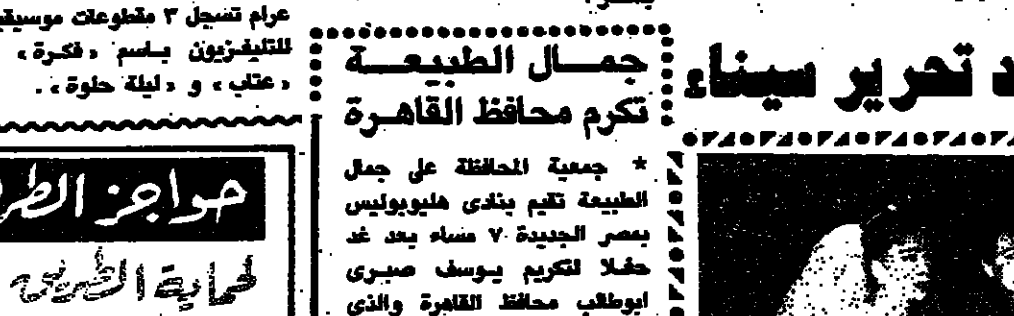 د تحرير سيناء
جمال الطبيعة
تكرم محافظ القاهرة
* جمعية المحافظة على جمال
الطبيعة تقيم بنادى هليوبوليس
بمصر الجديدة ٧ مساء بعد غد
حفلا لتكريم يوسف صبرى
ابوطالب محافظ القاهرة والذى
عرام تسجل ٣ مقطوعات موسيقي
للتليفزيون باسم « فكرة »
« عتاب » و « ليلة حلوة » .
حواجز الطر
لحماية الطريق